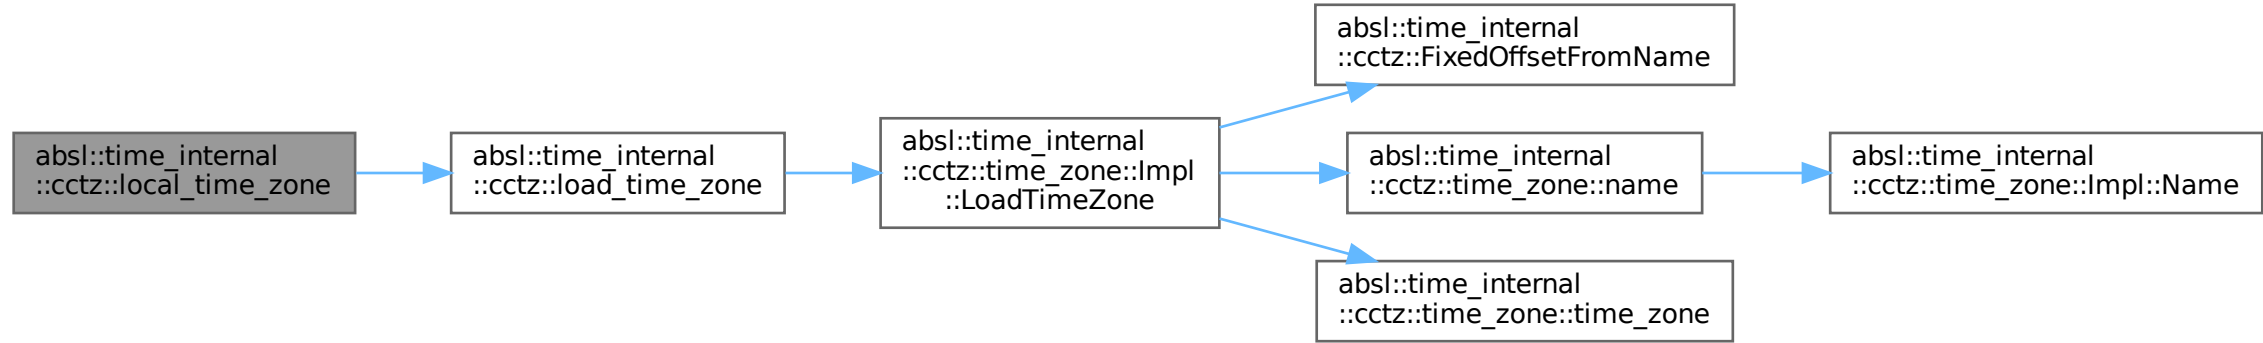 absl::time_internal
::cctz::local_time_zone
absl::time_internal
::cctz::load_time_zone
absl::time_internal
::cctz::time_zone::Impl
::LoadTimeZone
absl::time_internal
::cctz::FixedOffsetFromName
absl::time_internal
::cctz::time_zone::name
absl::time_internal
::cctz::time_zone::Impl::Name
absl::time_internal
::cctz::time_zone::time_zone